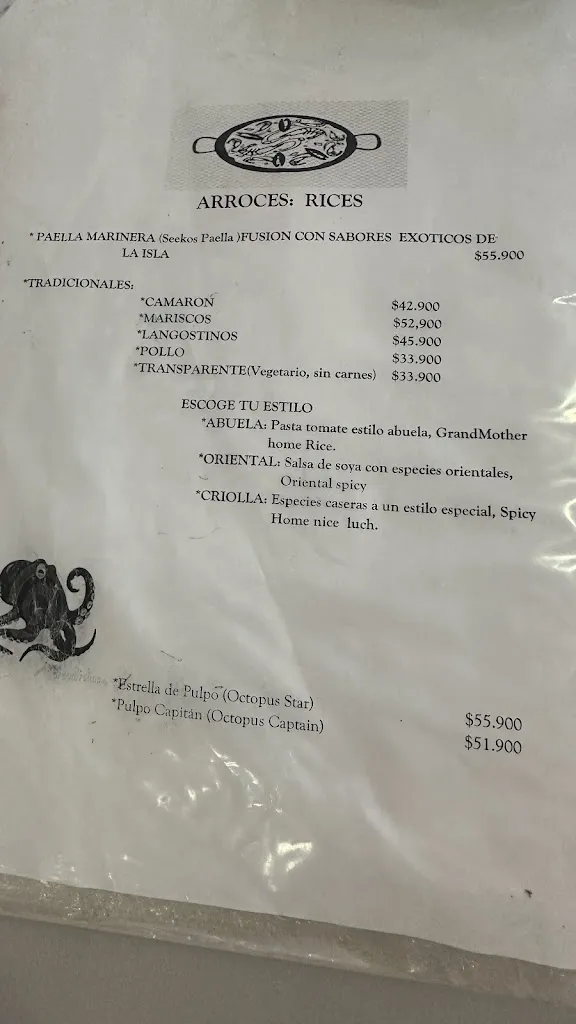 ARROCES: RICES
* PAELLA MARINERA (Seekos Paella )FUSION CON SABORES EXOTICOS DE
LA ISLA $55.900
*TRADICIONALES:
*CAMARON $42.900
*MARISCOS $52,900
*LANGOSTINOS $45.900
*POLLO $33.900
*TRANSPARENTE(Vegetario, sin carnes) $33.900
ESCOGE TU ESTILO
*ABUELA: Pasta tomate estilo abuela, GrandMother
home Rice.
*ORIENTAL: Salsa de soya con especies orientales,
Oriental spicy
*CRIOLLA: Especies caseras a un estilo especial, Spicy
Home nice luch.
*Estrella de Pulpo (Octopus Star) $55.900
*Pulpo Capitán (Octopus Captain) $51.900